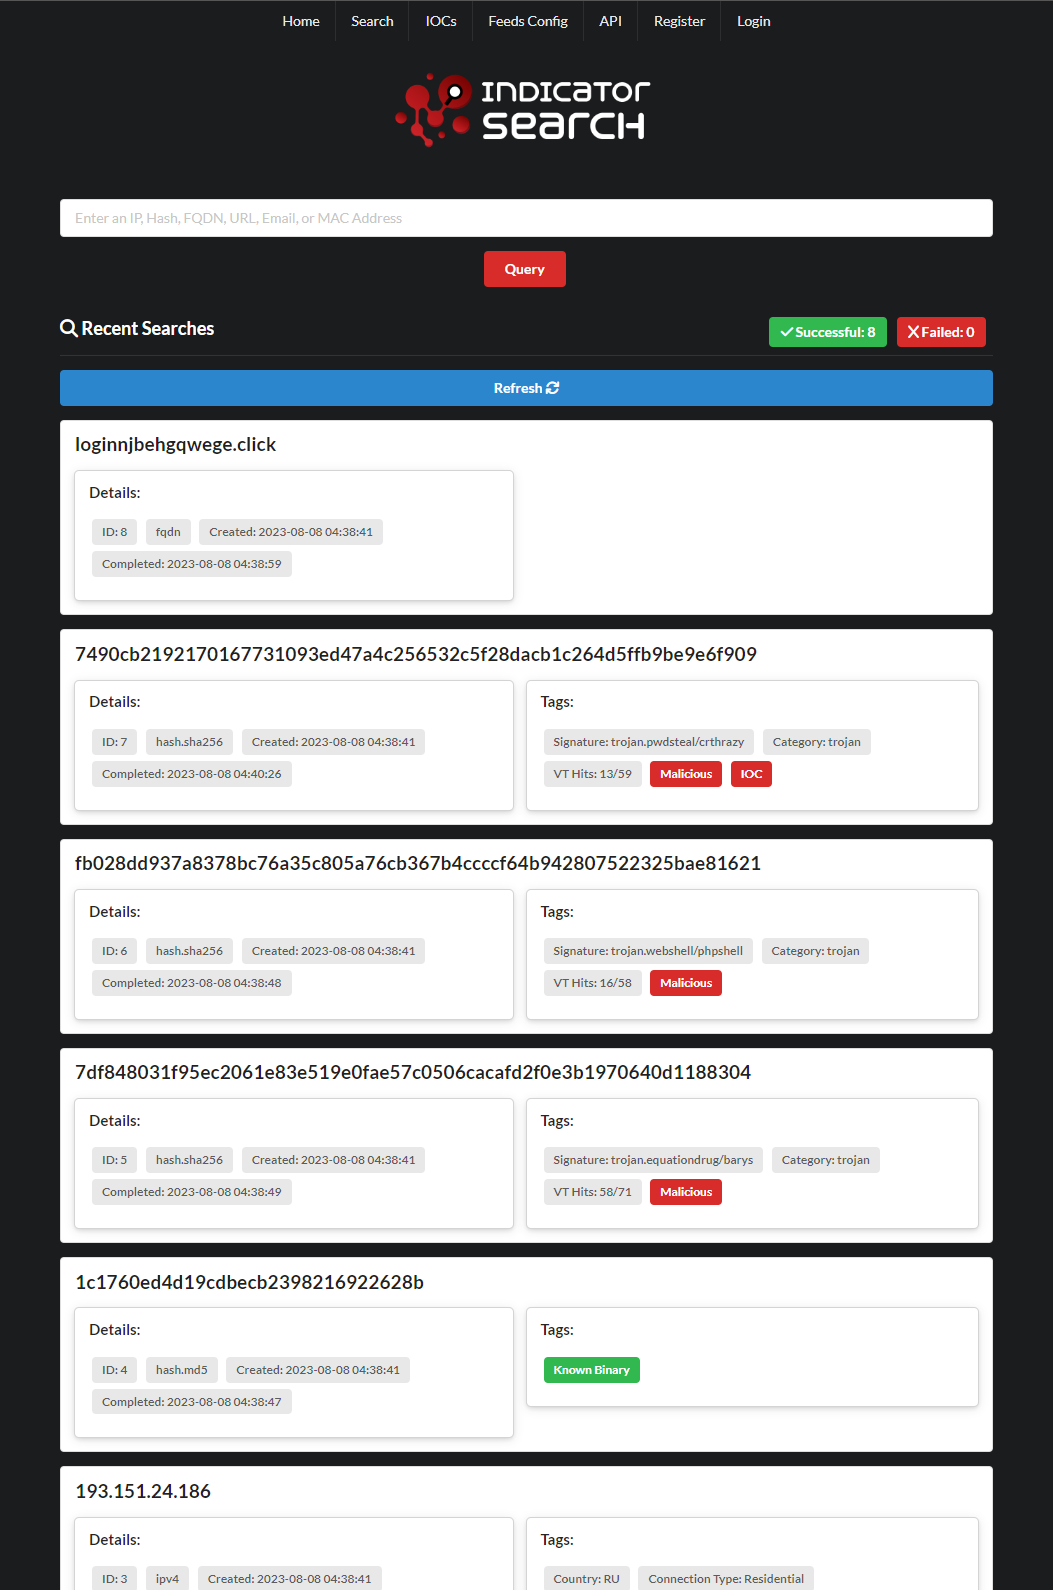 Home Search IOCs Feeds Config API Register Login
INDICATOR
SEARCH
Enter an IP, Hash, FQDN, URL, Email, or MAC Address
Query
Recent Searches
Successful: 8 Failed: 0
Refresh
loginnjbehgqwege.click
Details:
ID: 8 fqdn Created: 2023-08-08 04:38:41
Completed: 2023-08-08 04:38:59
7490cb2192170167731093ed47a4c256532c5f28dacb1c264d5ffb9be9e6f909
Details:
ID: 7 hash.sha256 Created: 2023-08-08 04:38:41
Completed: 2023-08-08 04:40:26
Tags:
Signature: trojan.pwdsteal/crthrazy Category: trojan
VT Hits: 13/59 Malicious IOC
fb028dd937a8378bc76a35c805a76cb367b4ccccf64b942807522325bae81621
Details:
ID: 6 hash.sha256 Created: 2023-08-08 04:38:41
Completed: 2023-08-08 04:38:48
Tags:
Signature: trojan.webshell/phpshell Category: trojan
VT Hits: 16/58 Malicious
7df848031f95ec2061e83e519e0fae57c0506cacafd2f0e3b1970640d1188304
Details:
ID: 5 hash.sha256 Created: 2023-08-08 04:38:41
Completed: 2023-08-08 04:38:49
Tags:
Signature: trojan.equationdrug/barys Category: trojan
VT Hits: 58/71 Malicious
1c1760ed4d19cdbecb2398216922628b
Details:
ID: 4 hash.md5 Created: 2023-08-08 04:38:41
Completed: 2023-08-08 04:38:47
Tags:
Known Binary
193.151.24.186
Details:
ID: 3 ipv4 Created: 2023-08-08 04:38:41
Tags:
Country: RU Connection Type: Residential